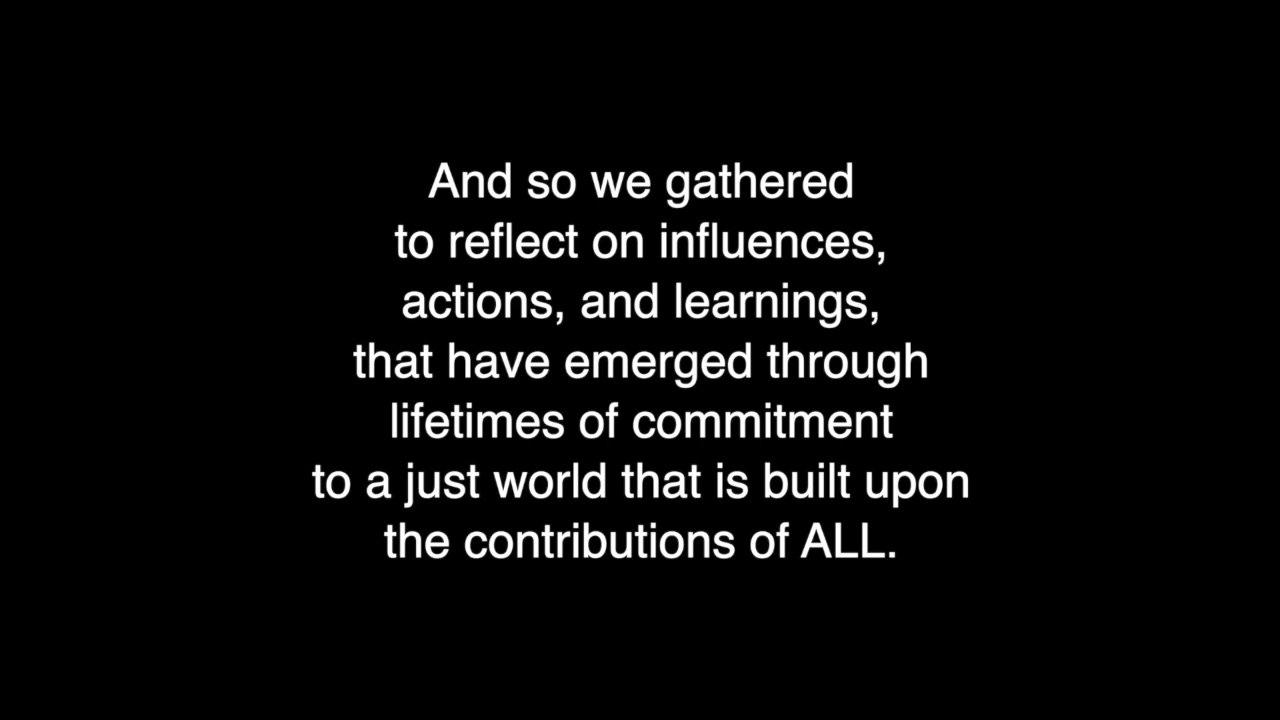 And so we gathered
to reflect on influences,
actions, and learnings,
that have emerged through
lifetimes of commitment
to a just world that is built upon
the contributions of ALL.